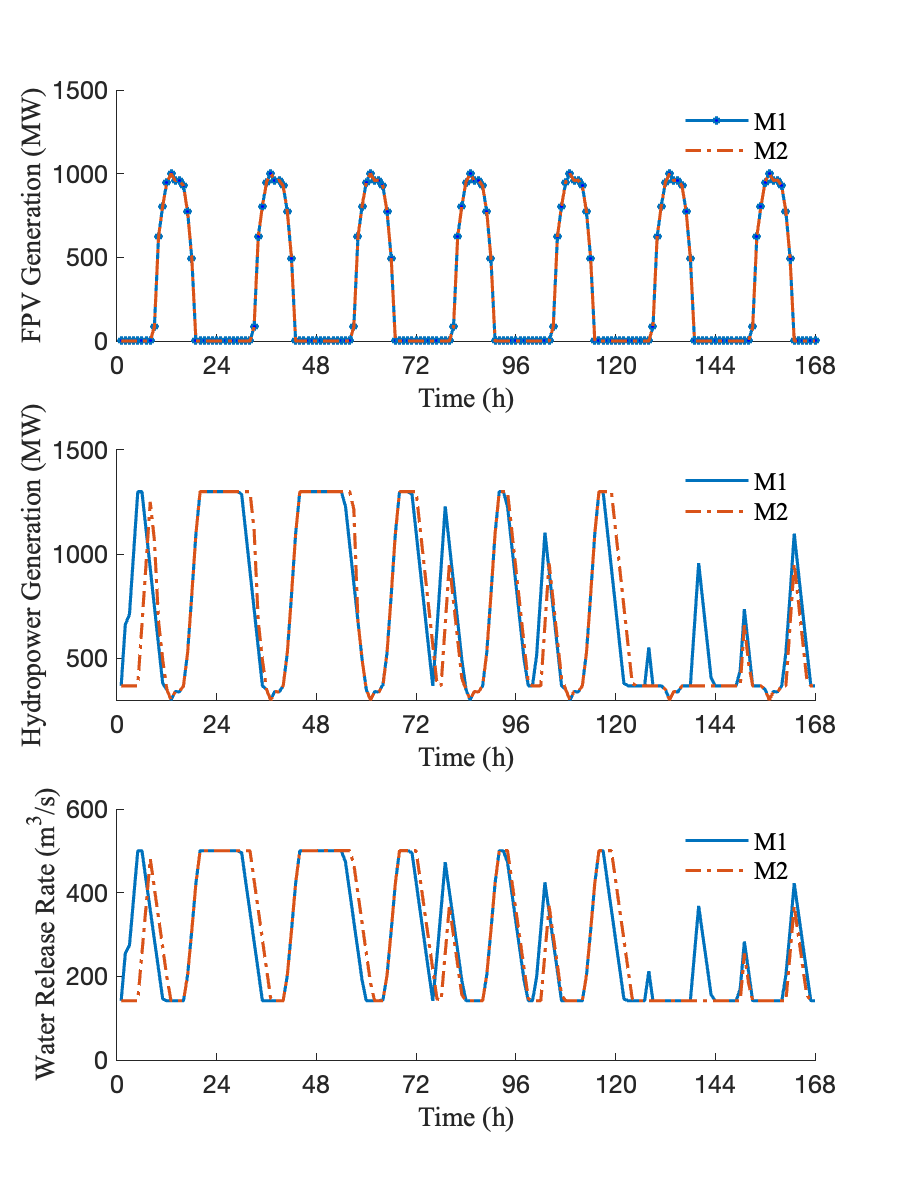 FPV Generation (MW)
1500
1000
500
0
M1
M2
0 24 48 72 96 120 144 168
Time (h)
Hydropower Generation (MW)
1500
1000
500
M1
M2
0 24 48 72 96 120 144 168
Time (h)
Water Release Rate (m³/s)
600
400
200
0
M1
M2
0 24 48 72 96 120 144 168
Time (h)